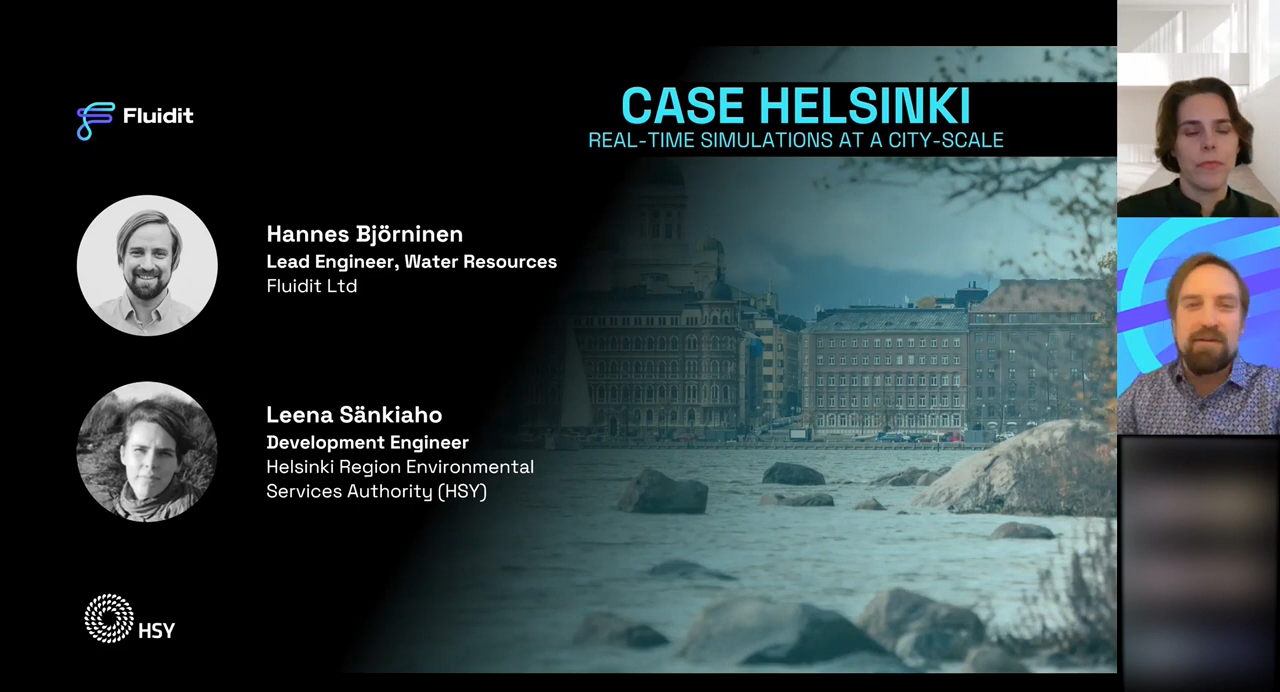 Fluidit
CASE HELSINKI
REAL-TIME SIMULATIONS AT A CITY-SCALE
Hannes Björninen
Lead Engineer, Water Resources
Fluidit Ltd
Leena Sänkiaho
Development Engineer
Helsinki Region Environmental
Services Authority (HSY)
HSY